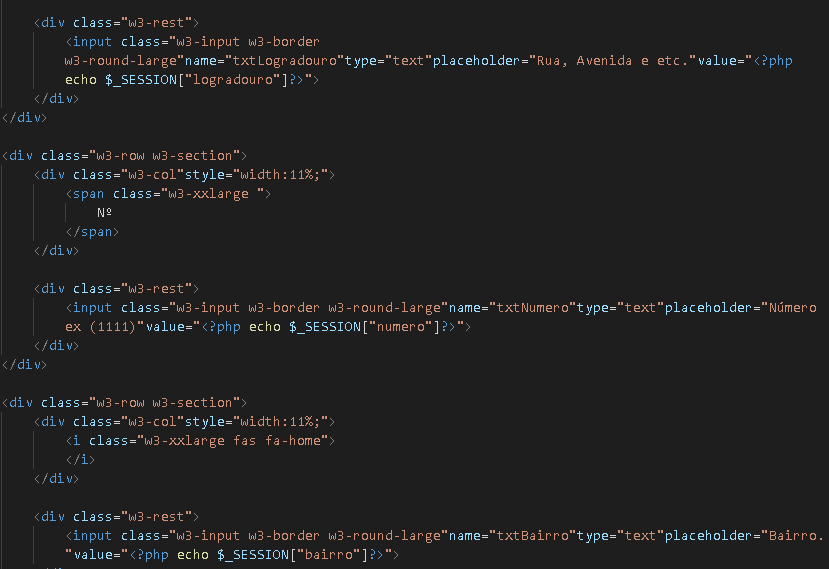 <div class="w3-rest">
<input class="w3-input w3-border
w3-round-large"name="txtLogradouro"type="text"placeholder="Rua, Avenida e etc."value="<?php
echo $_SESSION["logradouro"]?>">
</div>
</div>
<div class="w3-row w3-section">
<div class="w3-col"style="width:11%;">
<span class="w3-xxlarge ">
Nº
</span>
</div>
<div class="w3-rest">
<input class="w3-input w3-border w3-round-large"name="txtNumero"type="text"placeholder="Número
ex (1111)"value="<?php echo $_SESSION["numero"]?>">
</div>
</div>
<div class="w3-row w3-section">
<div class="w3-col"style="width:11%;">
<i class="w3-xxlarge fas fa-home">
</i>
</div>
<div class="w3-rest">
<input class="w3-input w3-border w3-round-large"name="txtBairro"type="text"placeholder="Bairro.
"value="<?php echo $_SESSION["bairro"]?>">